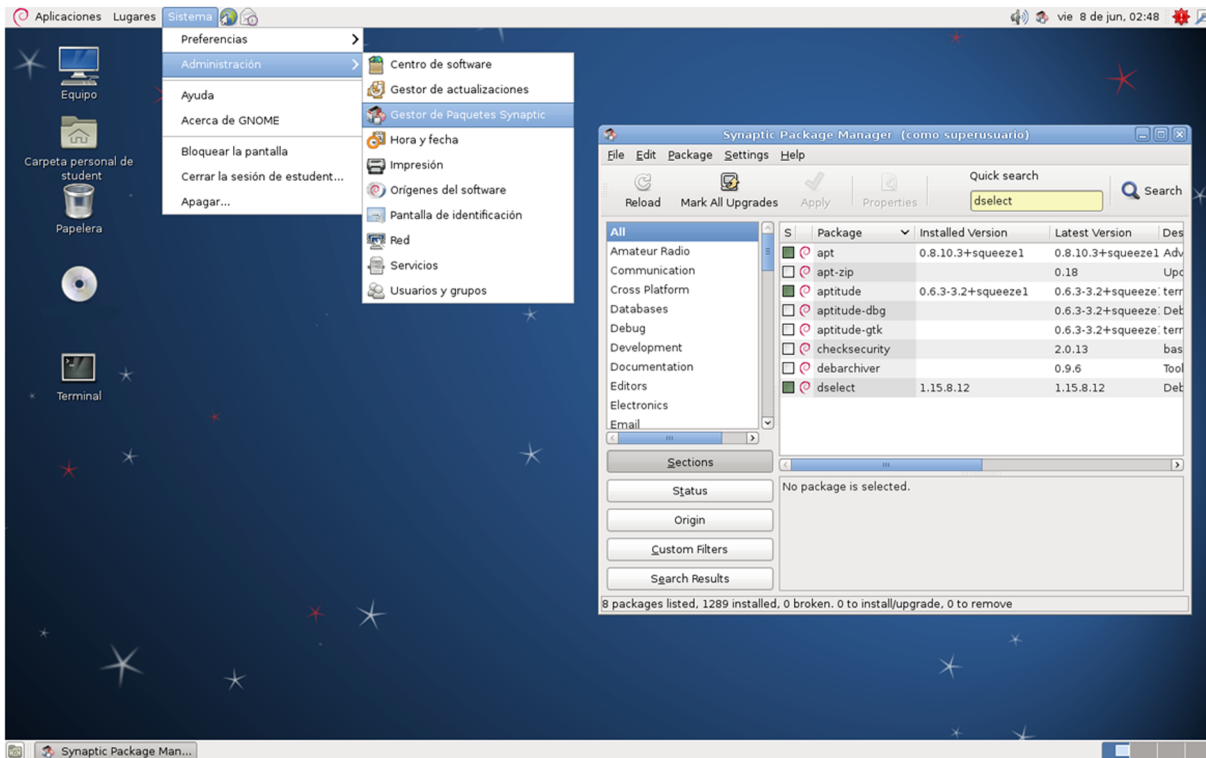 Aplicaciones Lugares Sistema vie 8 de jun, 02:48
Preferencias
Administración
Ayuda
Acerca de GNOME
Bloquear la pantalla
Cerrar la sesión de estudent...
Apagar...
Centro de software
Gestor de actualizaciones
Gestor de Paquetes Synaptic
Hora y fecha
Impresión
Orígenes del software
Pantalla de identificación
Red
Servicios
Usuarios y grupos
Equipo
Carpeta personal de
student
Papelera
Terminal
Synaptic Package Manager (como superusuario)
File Edit Package Settings Help
Quick search
Reload Mark All Upgrades Apply Properties dselect Search
All
Amateur Radio
Communication
Cross Platform
Databases
Debug
Development
Documentation
Editors
Electronics
Email
Sections
Status
Origin
Custom Filters
Search Results
S Package Installed Version Latest Version Des
apt 0.8.10.3+squeeze1 0.8.10.3+squeeze1 Adv
apt-zip 0.18 Upd
aptitude 0.6.3-3.2+squeeze1 0.6.3-3.2+squeeze terr
aptitude-dbg 0.6.3-3.2+squeeze Deb
aptitude-gtk 0.6.3-3.2+squeeze terr
checksecurity 2.0.13 bas
debarchiver 0.9.6 Tool
dselect 1.15.8.12 1.15.8.12 Deb
No package is selected.
8 packages listed, 1289 installed, 0 broken. 0 to install/upgrade, 0 to remove
Synaptic Package Man...